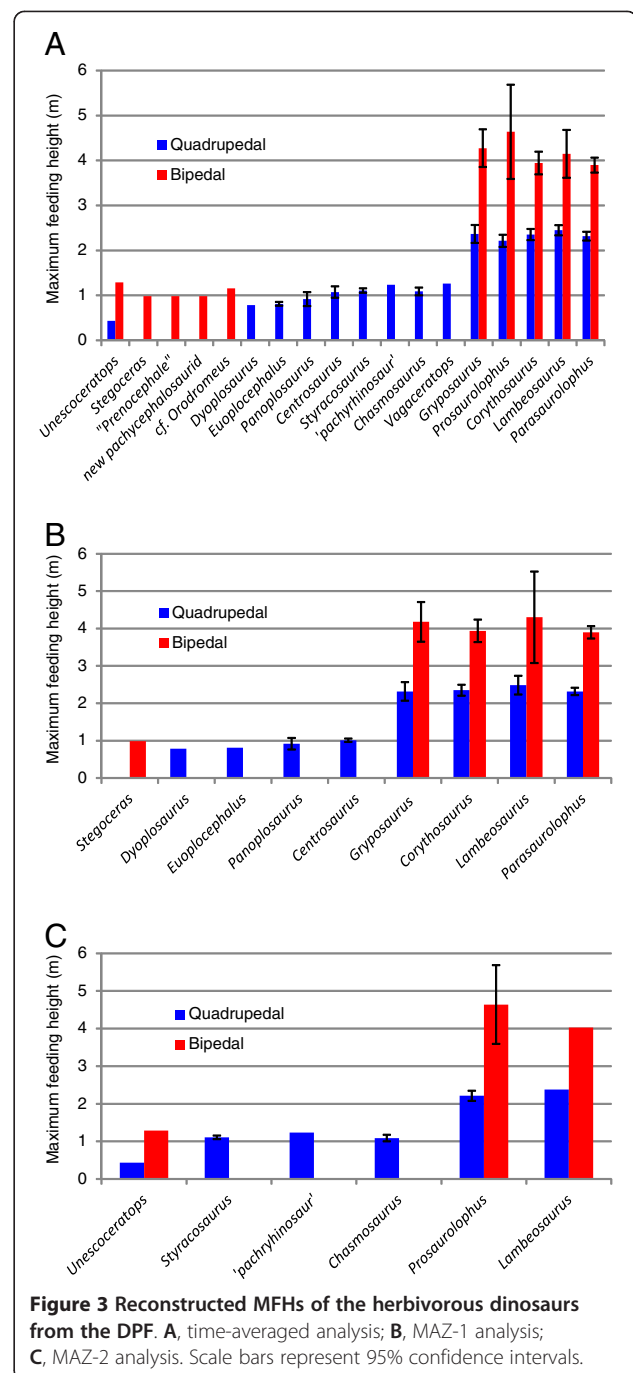 A
Maximum feeding height (m)
6
5
4
3
2
1
0
Quadrupedal
Bipedal
Unescoceratops
Stegoceras
"Prenocephale"
new pachycephalosaurid
cf. Orodromeus
Dyoplosaurus
Euoplocephalus
Panoplosaurus
Centrosaurus
Styracosaurus
'pachyrhinosaur'
Chasmosaurus
Vagaceratops
Gryposaurus
Prosaurolophus
Corythosaurus
Lambeosaurus
Parasaurolophus
B
Maximum feeding height (m)
6
5
4
3
2
1
0
Quadrupedal
Bipedal
Stegoceras
Dyoplosaurus
Euoplocephalus
Panoplosaurus
Centrosaurus
Gryposaurus
Corythosaurus
Lambeosaurus
Parasaurolophus
C
Maximum feeding height (m)
6
5
4
3
2
1
0
Quadrupedal
Bipedal
Unescoceratops
Styracosaurus
'pachryhinosaur'
Chasmosaurus
Prosaurolophus
Lambeosaurus
Figure 3 Reconstructed MFHs of the herbivorous dinosaurs
from the DPF. A, time-averaged analysis; B, MAZ-1 analysis;
C, MAZ-2 analysis. Scale bars represent 95% confidence intervals.